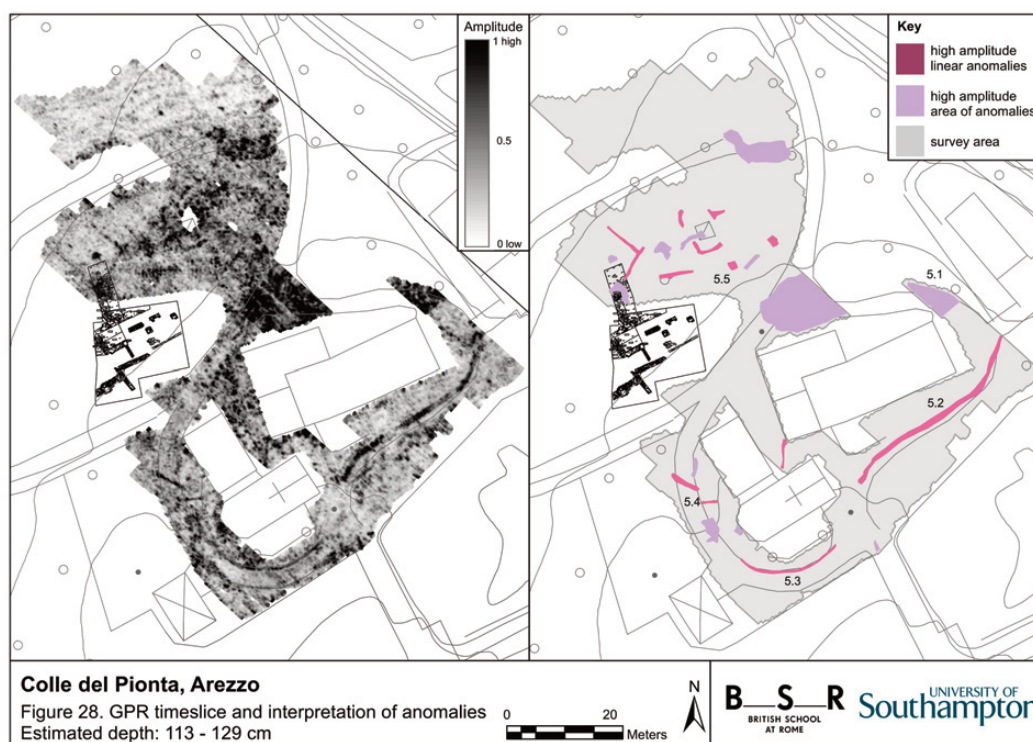 Amplitude
1 high
0.5
0 low
Key
high amplitude
linear anomalies
high amplitude
area of anomalies
survey area
5.5
5.1
5.2
5.4
5.3
Colle del Pionta, Arezzo
Figure 28. GPR timeslice and interpretation of anomalies
Estimated depth: 113 - 129 cm
0 20
Meters
N
B__S__R
BRITISH SCHOOL
AT ROME
UNIVERSITY OF
Southampton